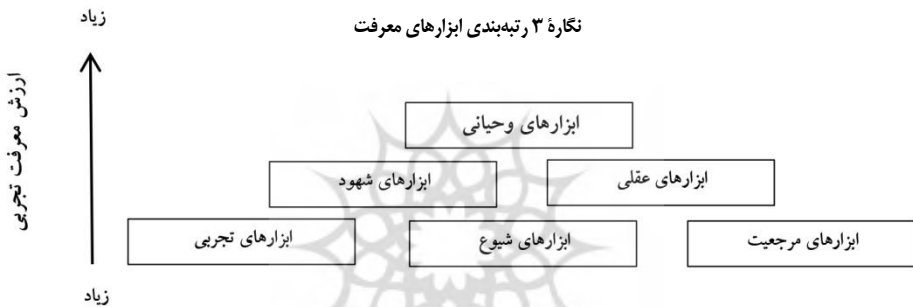 نگارهٔ ۳ رتبه‌بندی ابزارهای معرفت
زیاد
ارزش معرفت تجربی
ابزارهای وحیانی
ابزارهای عقلی
ابزارهای شهود
ابزارهای مرجعیت
ابزارهای شیوع
ابزارهای تجربی
زیاد